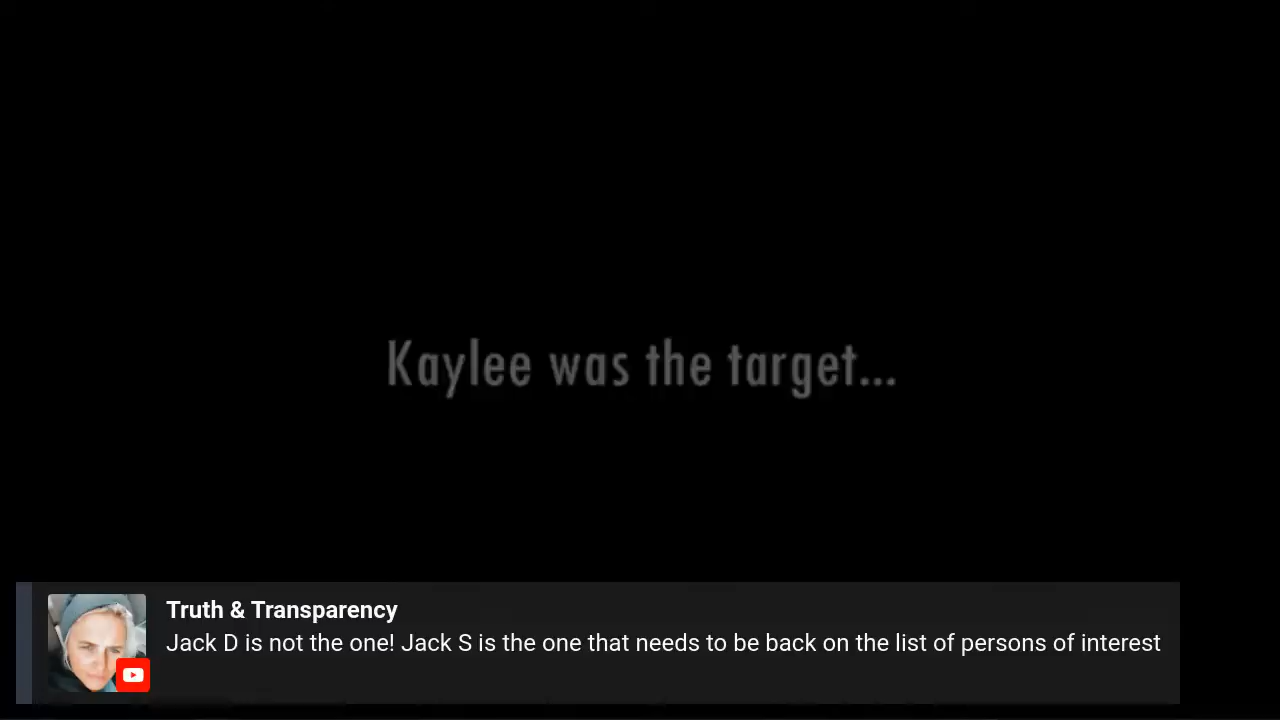 Kaylee was the target...
Truth & Transparency
Jack D is not the one! Jack S is the one that needs to be back on the list of persons of interest